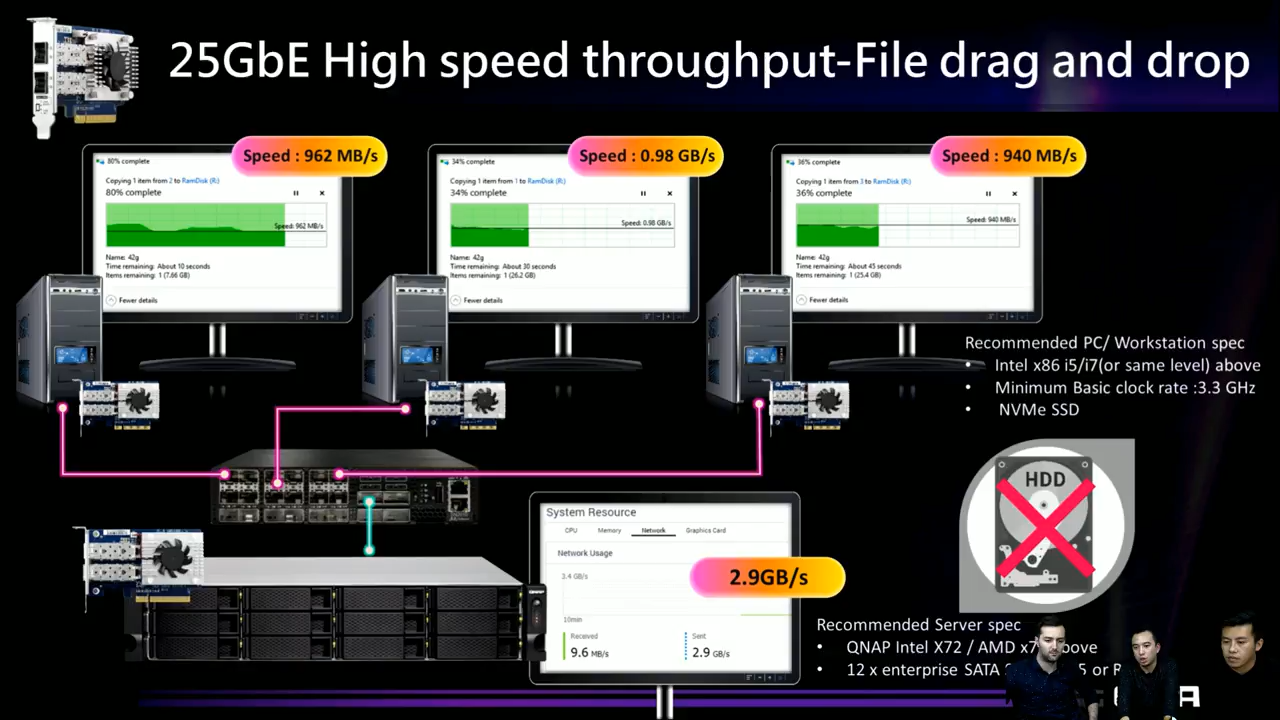 25GbE High speed throughput-File drag and drop
Speed : 962 MB/s
80% complete
Copying 1 item from 2 to RamDisk (R:)
80% complete
Speed: 962 MB/s
Name: 42g
Time remaining: About 10 seconds
Items remaining: 1 (7.66 GB)
Fewer details
Speed : 0.98 GB/s
34% complete
Copying 1 item from 1 to RamDisk (R:)
34% complete
Speed: 0.98 GB/s
Name: 42g
Time remaining: About 30 seconds
Items remaining: 1 (26.2 GB)
Fewer details
Speed : 940 MB/s
36% complete
Copying 1 item from 3 to RamDisk (R:)
36% complete
Speed: 940 MB/s
Name: 42g
Time remaining: About 45 seconds
Items remaining: 1 (25.4 GB)
Fewer details
Recommended PC/ Workstation spec
• Intel x86 i5/i7(or same level) above
• Minimum Basic clock rate :3.3 GHz
• NVMe SSD
HDD
System Resource
CPU Memory Network Graphics Card
Network Usage
3.4 GB/s
2.9GB/s
10min
Received Sent
9.6 MB/s 2.9 GB/s
Recommended Server spec
• QNAP Intel X72 / AMD
• 12 x enterprise SATA